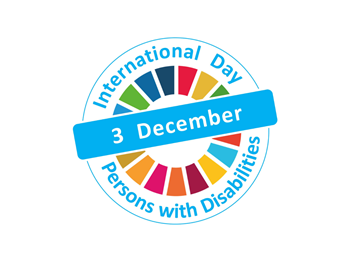 International Day
3 December
Persons with Disabilities